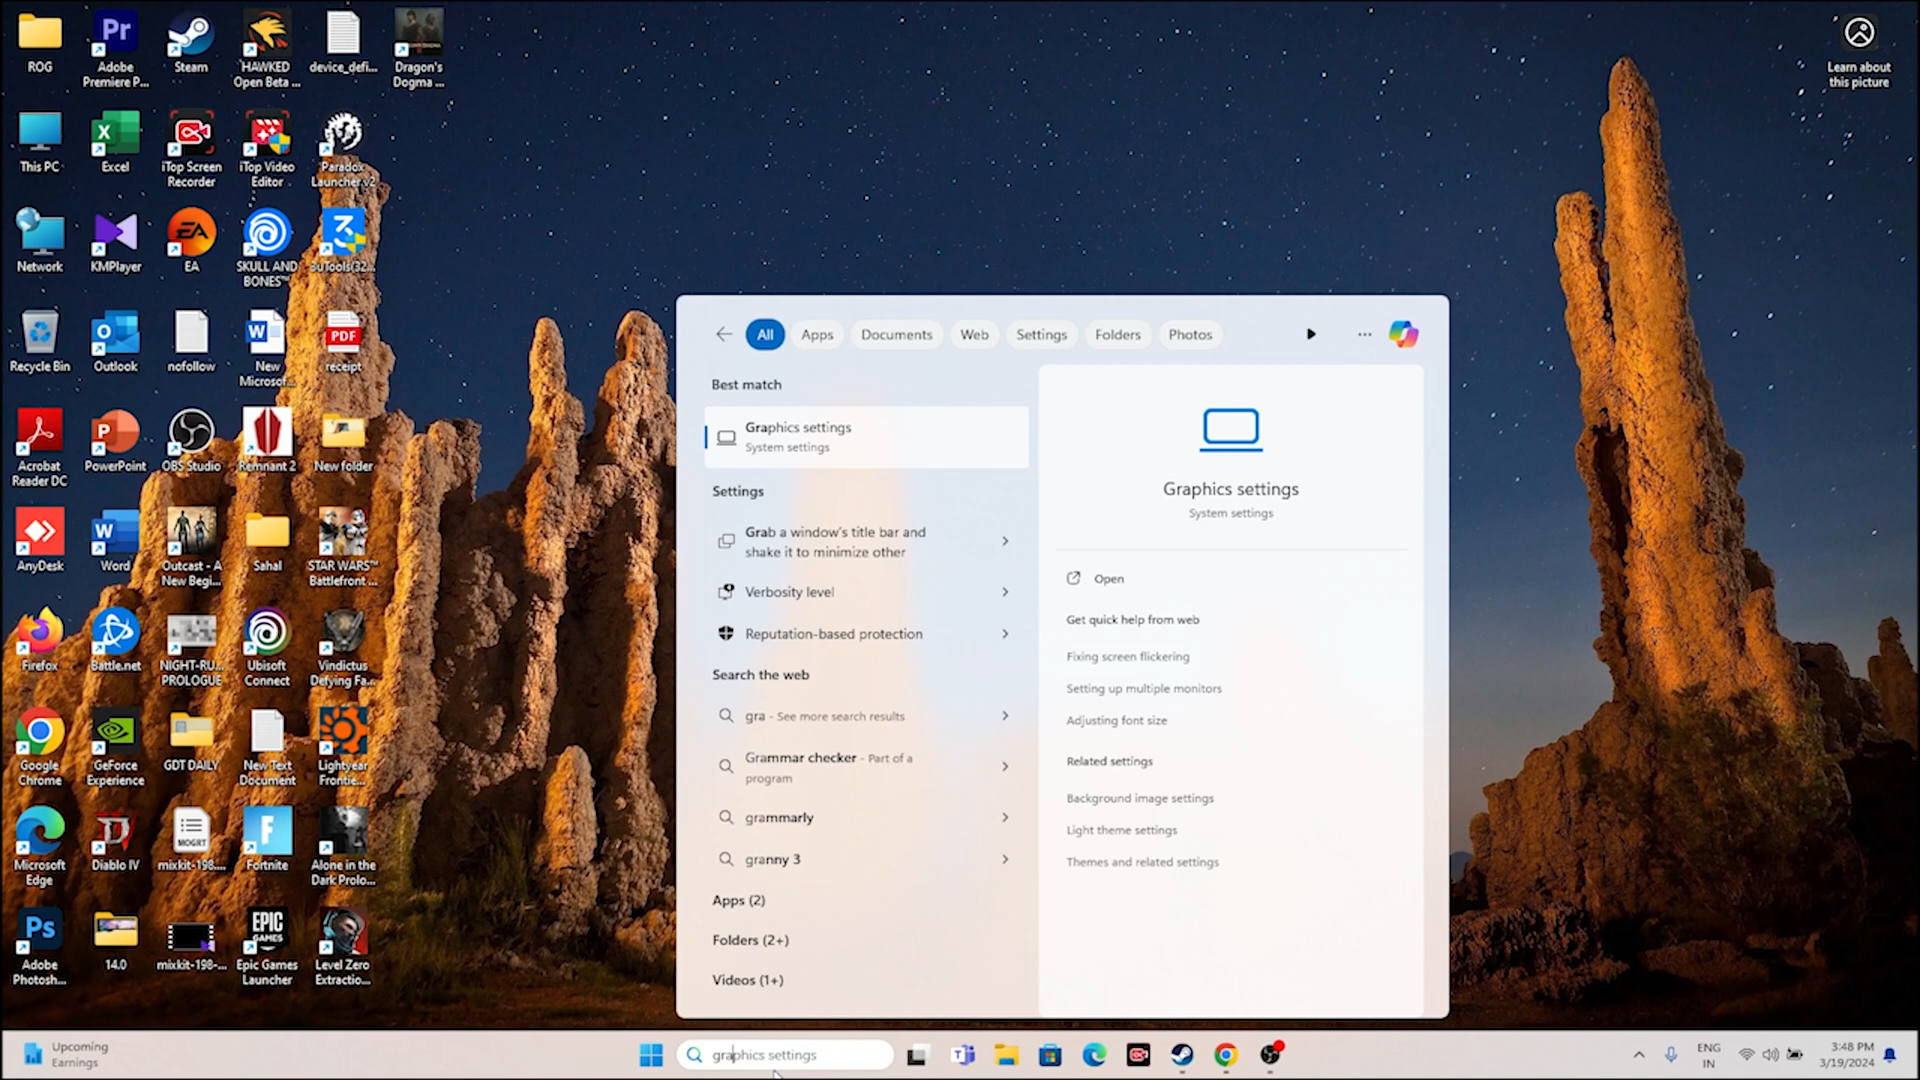 ROG
Adobe
Premiere P...
Steam
HAWKED
Open Beta ...
device_defi...
Dragon's
Dogma ...
Learn about
this picture
This PC
Excel
iTop Screen
Recorder
iTop Video
Editor
Paradox
Launcher v2
Network
KMPlayer
EA
SKULL AND
BONES™
3uTools(32...
Recycle Bin
Outlook
nofollow
New
Microsof...
PDF
receipt
Acrobat
Reader DC
PowerPoint
OBS Studio
Remnant 2
New folder
AnyDesk
Word
Outcast - A
New Begi...
Sahal
STAR WARS™
Battlefront ...
Firefox
Battle.net
NIGHT-RU...
PROLOGUE
Ubisoft
Connect
Vindictus
Defying Fa...
Google
Chrome
GeForce
Experience
GDT DAILY
New Text
Document
Lightyear
Frontie...
Microsoft
Edge
Diablo IV
MOGRT
mixkit-198....
Fortnite
Alone in the
Dark Prolo...
Adobe
Photosh...
14.0
mixkit-198-...
EPIC
GAMES
Epic Games
Launcher
Level Zero
Extractio...
All Apps Documents Web Settings Folders Photos
Best match
Graphics settings
System settings
Settings
Grab a window's title bar and
shake it to minimize other
Verbosity level
Reputation-based protection
Search the web
gra - See more search results
Grammar checker - Part of a
program
grammarly
granny 3
Apps (2)
Folders (2+)
Videos (1+)
Graphics settings
System settings
Open
Get quick help from web
Fixing screen flickering
Setting up multiple monitors
Adjusting font size
Related settings
Background image settings
Light theme settings
Themes and related settings
Upcoming
Earnings
graphics settings
ENG
IN
3:48 PM
3/19/2024